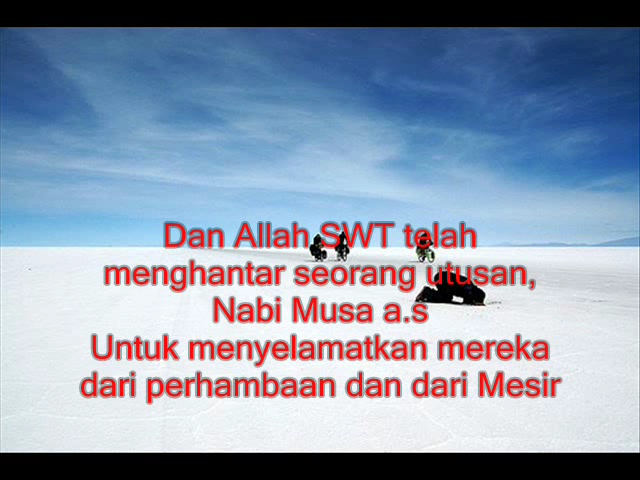 Dan Allah SWT telah
menghantar seorang utusan,
Nabi Musa a.s
Untuk menyelamatkan mereka
dari perhambaan dan dari Mesir